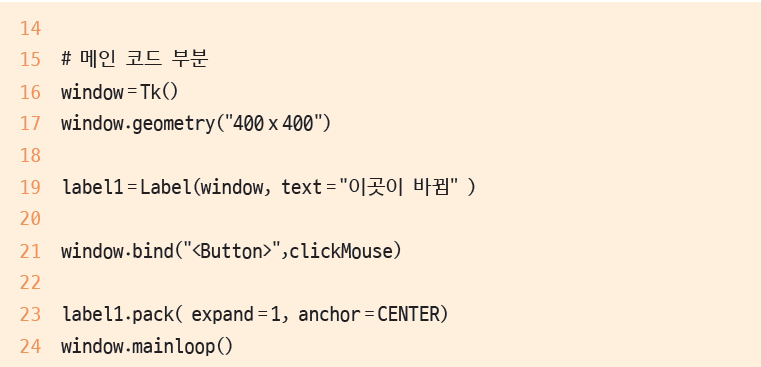 14
15 # 메인 코드 부분
16 window=Tk()
17 window.geometry("400x400")
18
19 label1=Label(window, text="이곳이 바뀜" )
20
21 window.bind("<Button>",clickMouse)
22
23 label1.pack( expand=1, anchor=CENTER)
24 window.mainloop()